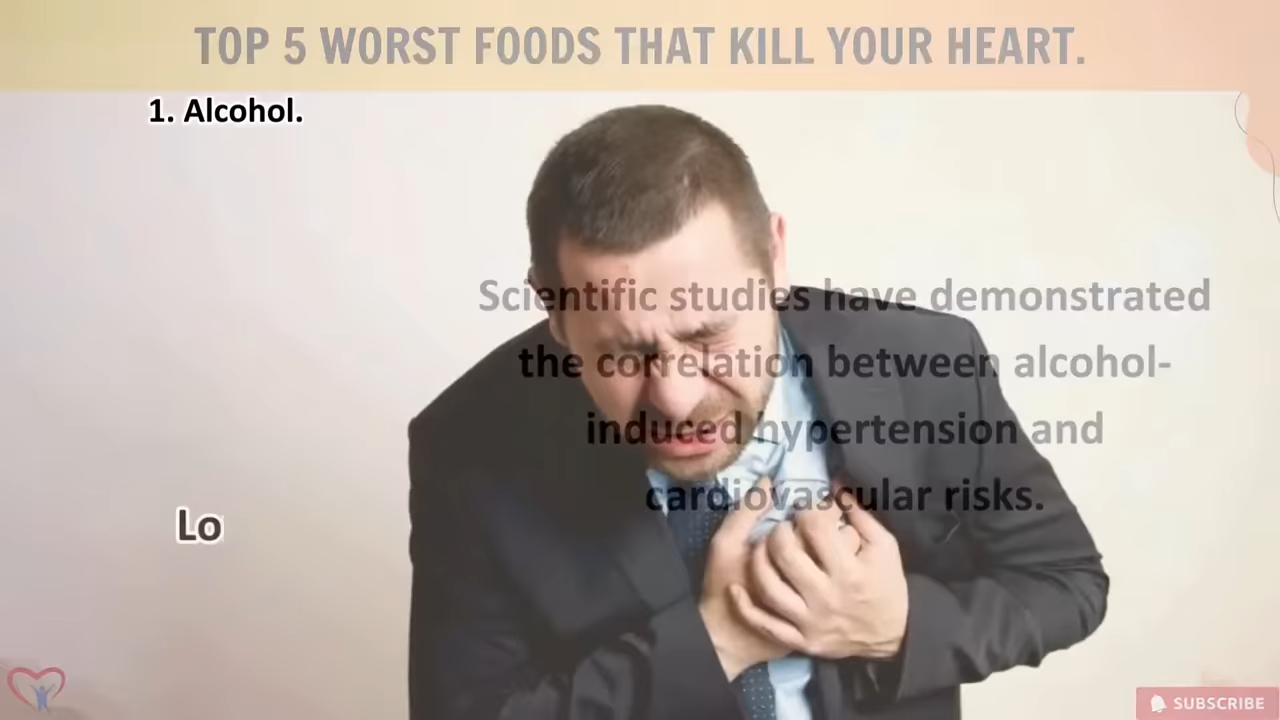 TOP 5 WORST FOODS THAT KILL YOUR HEART.
1. Alcohol.
Scientific studies have demonstrated
the correlation between alcohol-
induced hypertension and
cardiovascular risks.
Lo
SUBSCRIBE